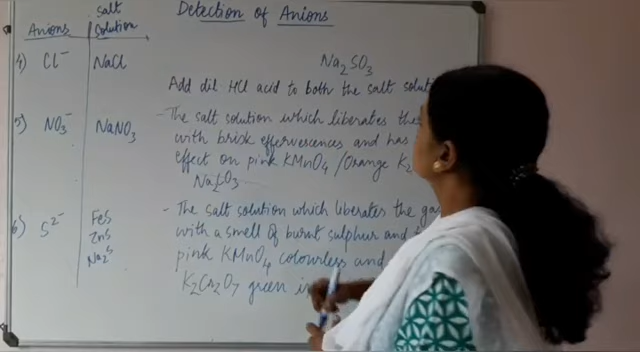 Detection of Anions
Anions
salt
solution
4) Cl⁻ NaCl
5) NO₃⁻ NaNO₃
6) S²⁻ FeS
ZnS
Na₂S
Na₂SO₃
Add dil HCl acid to both the salt
- The salt solution which liberates the
with brisk effervescences and has
effect on pink KMnO₄ / Orange
Na₂CO₃
- The salt solution which liberates the
with a smell of burnt sulphur and
pink KMnO₄ colourless and
K₂Cr₂O₇ green